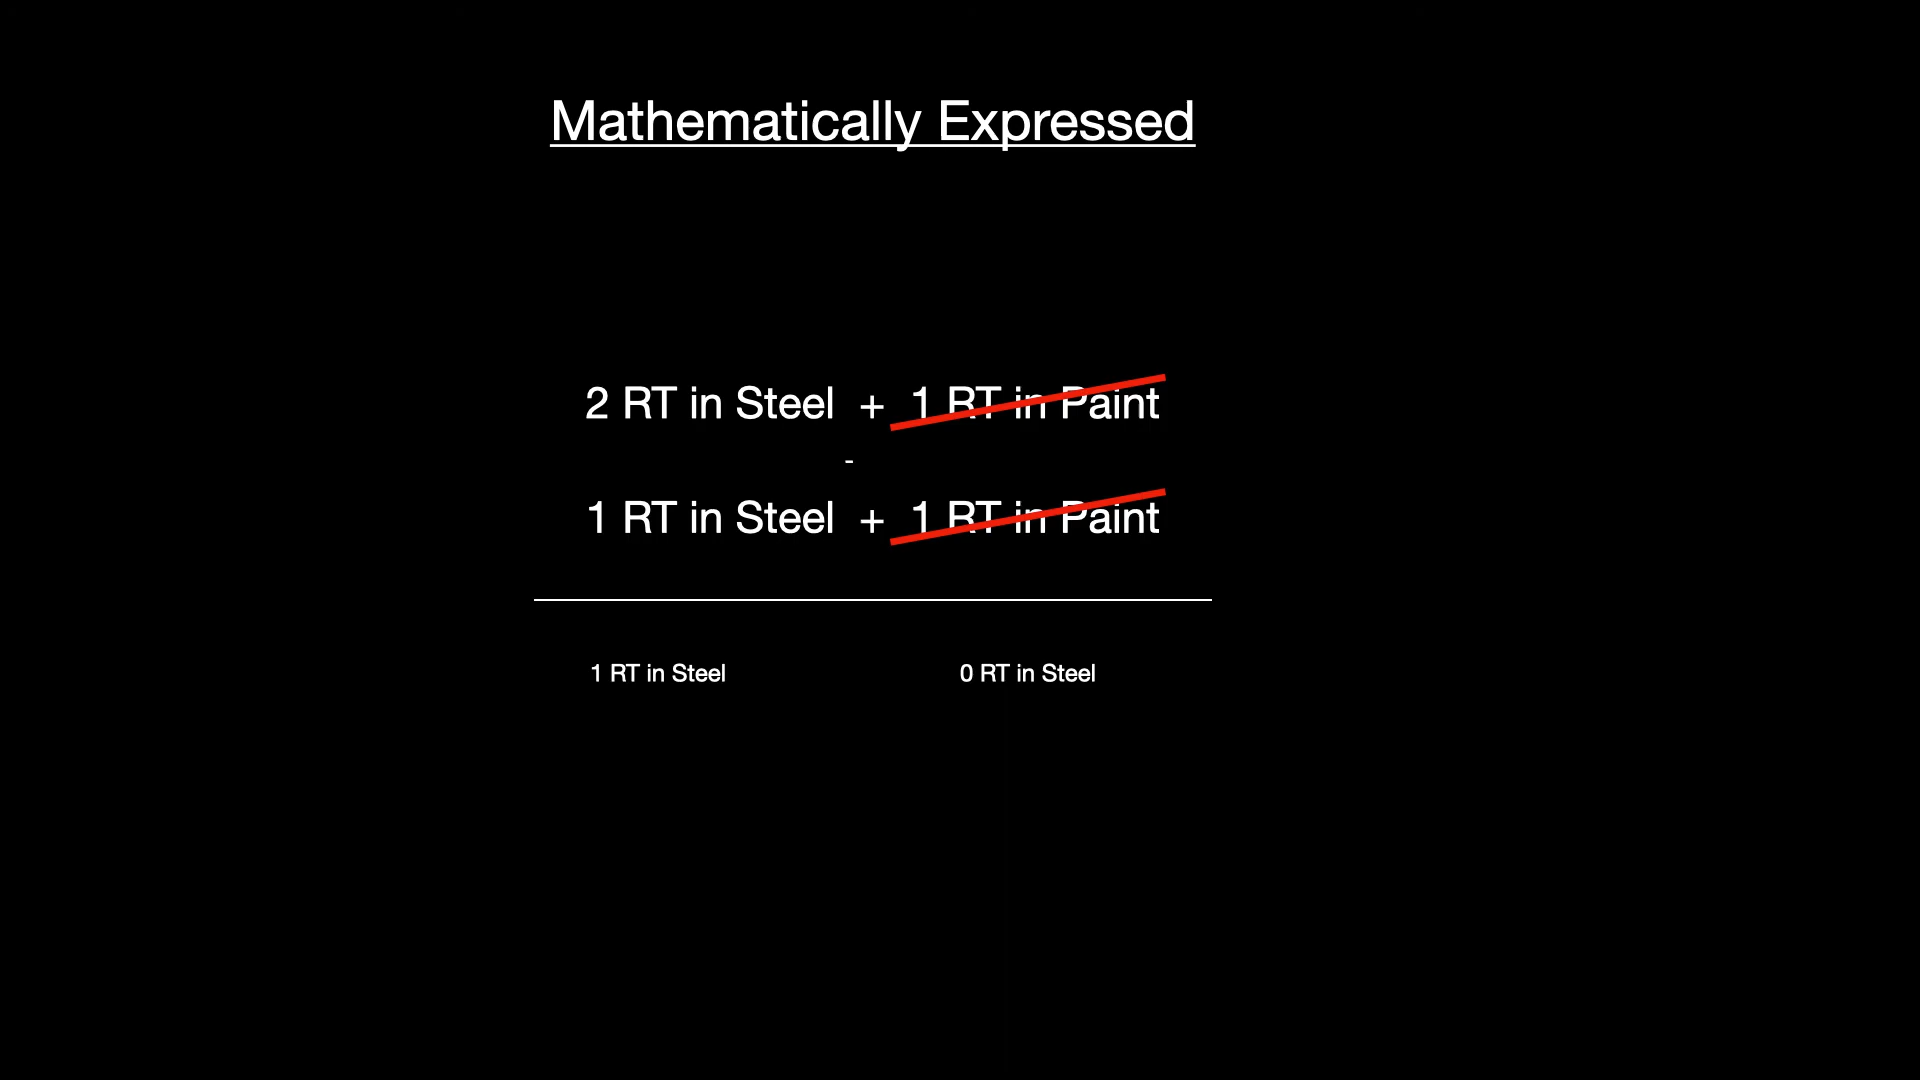 Mathematically Expressed
2 RT in Steel + 1 RT in Paint
-
1 RT in Steel + 1 RT in Paint
1 RT in Steel 0 RT in Steel